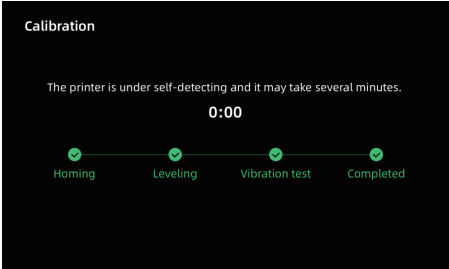 Calibration
The printer is under self-detecting and it may take several minutes.
0:00
Homing Leveling Vibration test Completed